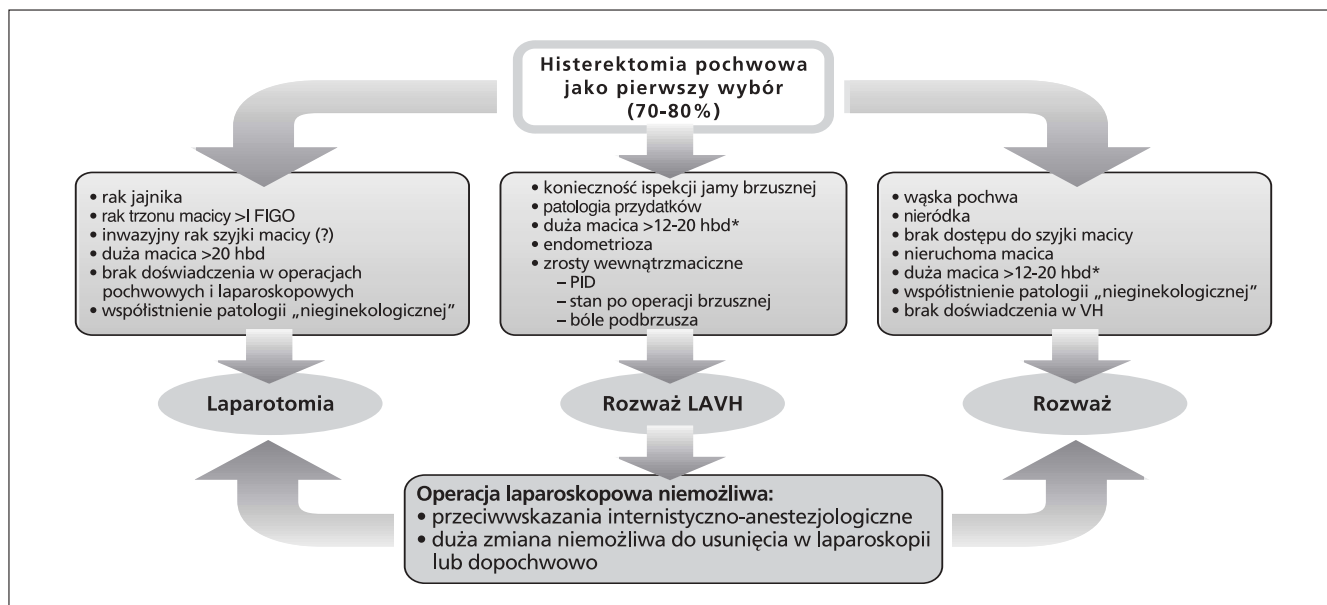 Histerektomia pochwowa
jako pierwszy wybór
(70-80%)
• rak jajnika
• rak trzonu macicy >I FIGO
• inwazyjny rak szyjki macicy (?)
• duża macica >20 hbd
• brak doświadczenia w operacjach
pochwowych i laparoskopowych
• współistnienie patologii „nieginekologicznej”
• konieczność ispekcji jamy brzusznej
• patologia przydatków
• duża macica >12-20 hbd*
• endometrioza
• zrosty wewnątrzmaciczne
– PID
– stan po operacji brzusznej
– bóle podbrzusza
• wąska pochwa
• nieródka
• brak dostępu do szyjki macicy
• nieruchoma macica
• duża macica >12-20 hbd*
• współistnienie patologii „nieginekologicznej”
• brak doświadczenia w VH
Laparotomia
Rozważ LAVH
Rozważ
Operacja laparoskopowa niemożliwa:
• przeciwwskazania internistyczno-anestezjologiczne
• duża zmiana niemożliwa do usunięcia w laparoskopii
lub dopochwowo